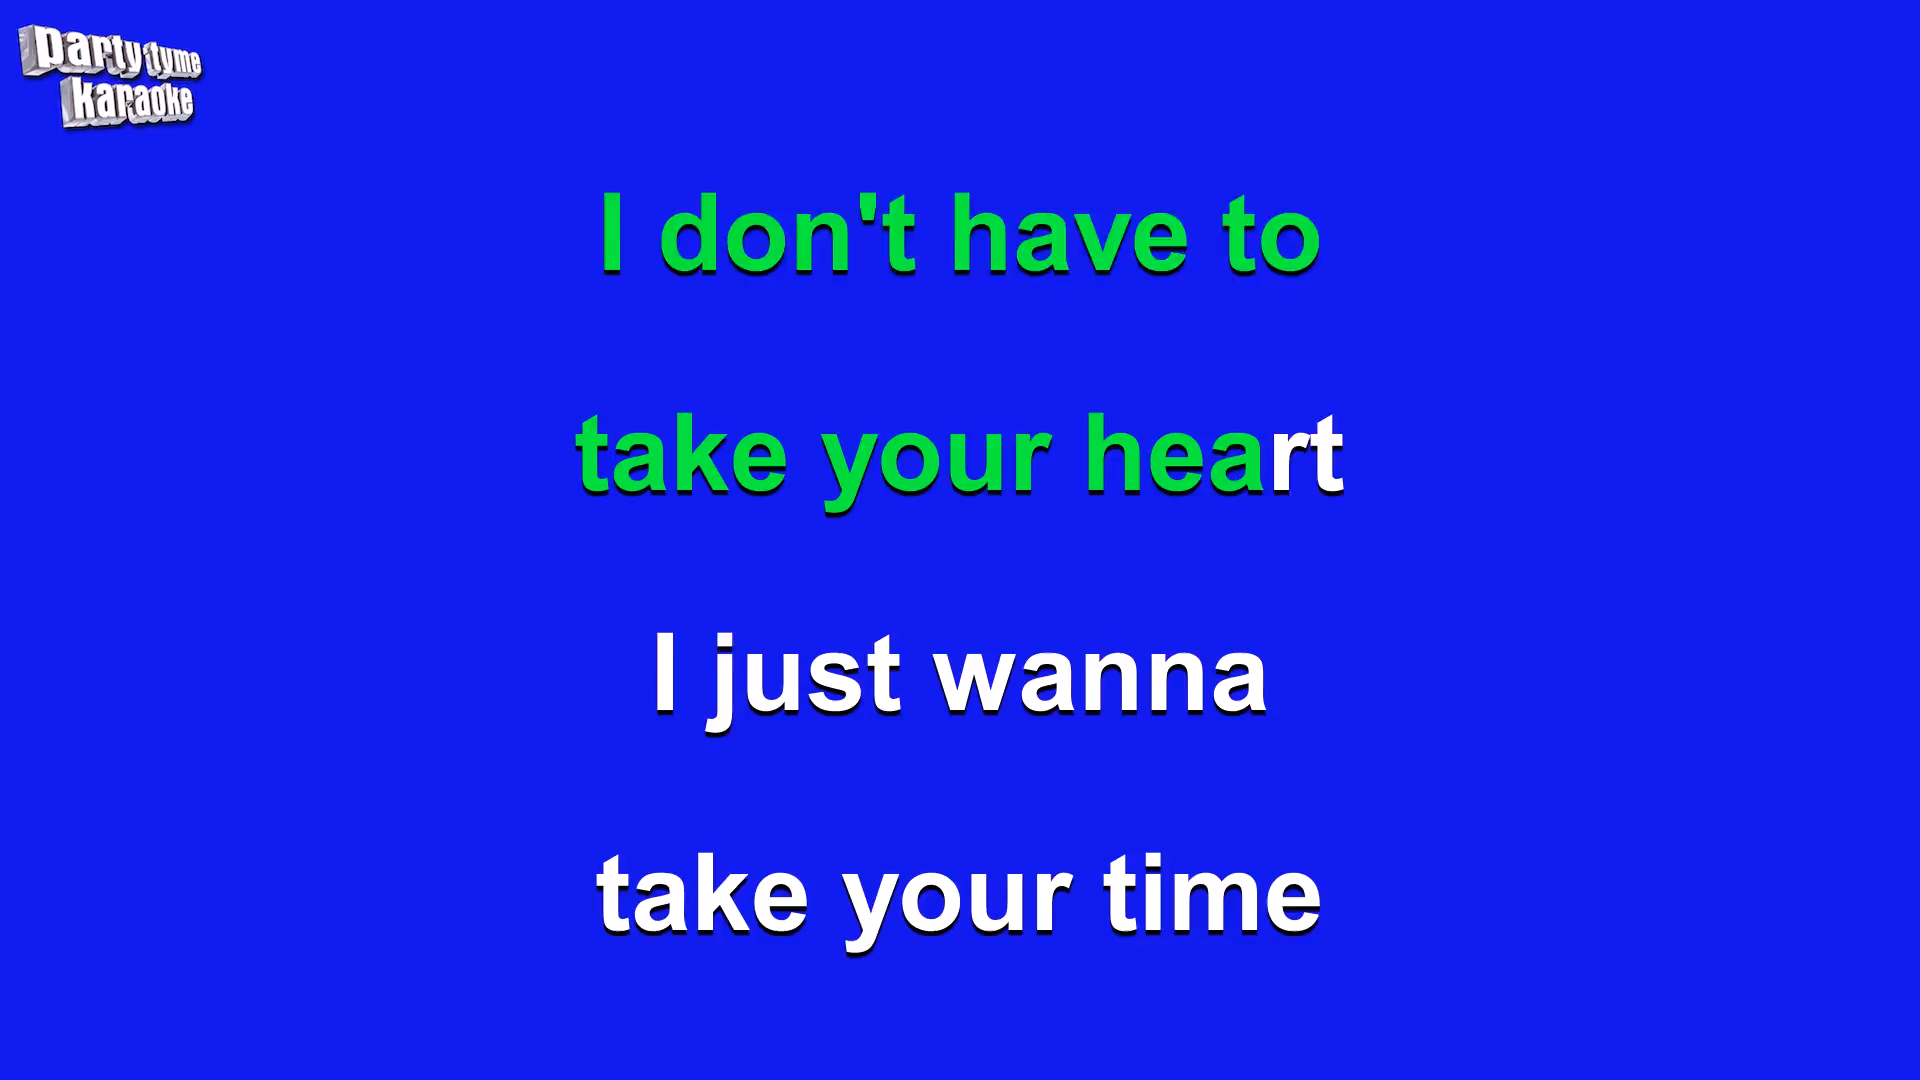 party tyme
karaoke
I don't have to
take your heart
I just wanna
take your time